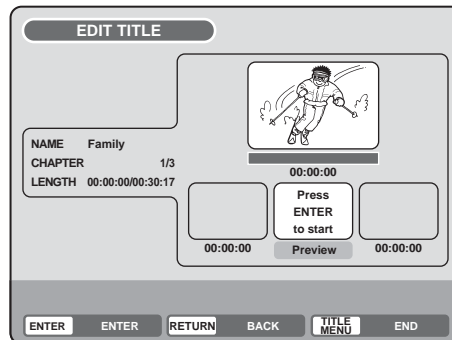 EDIT TITLE
NAME Family
CHAPTER 1/3
LENGTH 00:00:00/00:30:17
00:00:00
Press
ENTER
to start
00:00:00 Preview 00:00:00
ENTER ENTER RETURN BACK TITLE MENU END